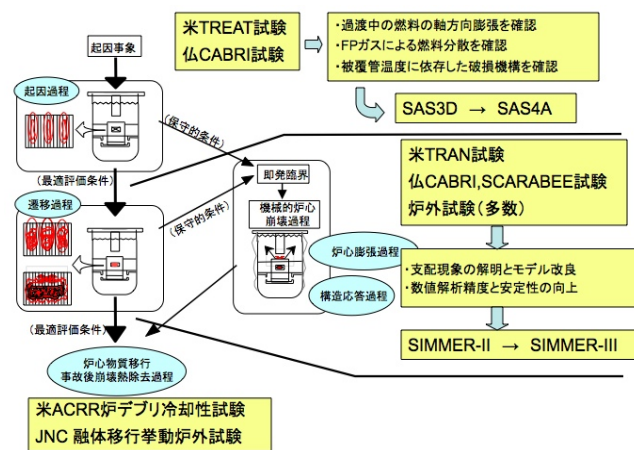 起因事象
米TREAT試験
仏CABRI試験
・過渡中の燃料の軸方向膨張を確認
・FPガスによる燃料分散を確認
・被覆管温度に依存した破損機構を確認
SAS3D → SAS4A
起因過程
(保守的条件)
(最適評価条件)
遷移過程
(保守的条件)
即発臨界
機械的炉心
崩壊過程
炉心膨張過程
構造応答過程
米TRAN試験
仏CABRI,SCARABEE試験
炉外試験(多数)
・支配現象の解明とモデル改良
・数値解析精度と安定性の向上
SIMMER-II → SIMMER-III
(最適評価条件)
炉心物質移行
事故後崩壊熱除去過程
米ACRR炉デブリ冷却性試験
JNC 融体移行挙動炉外試験